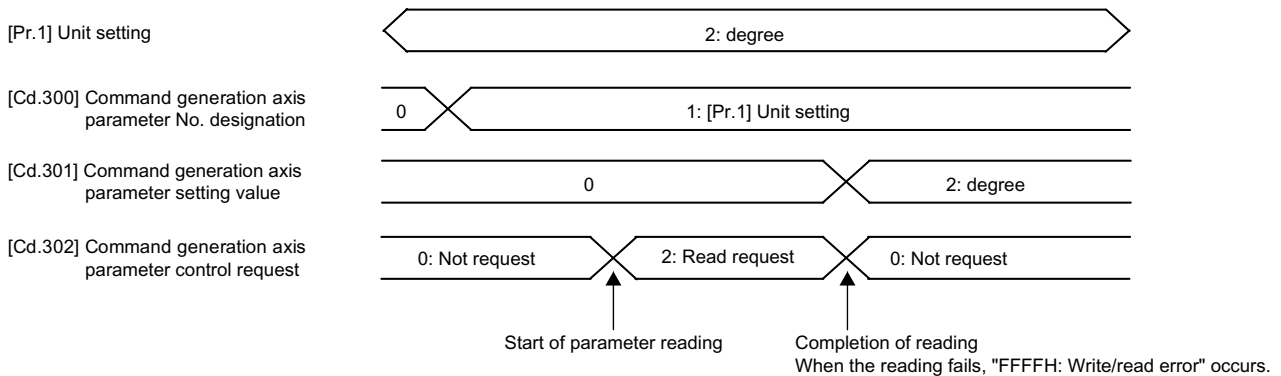 [Pr.1] Unit setting
2: degree
[Cd.300] Command generation axis
parameter No. designation
0
1: [Pr.1] Unit setting
[Cd.301] Command generation axis
parameter setting value
0
2: degree
[Cd.302] Command generation axis
parameter control request
0: Not request
2: Read request
0: Not request
Start of parameter reading
Completion of reading
When the reading fails, "FFFFH: Write/read error" occurs.